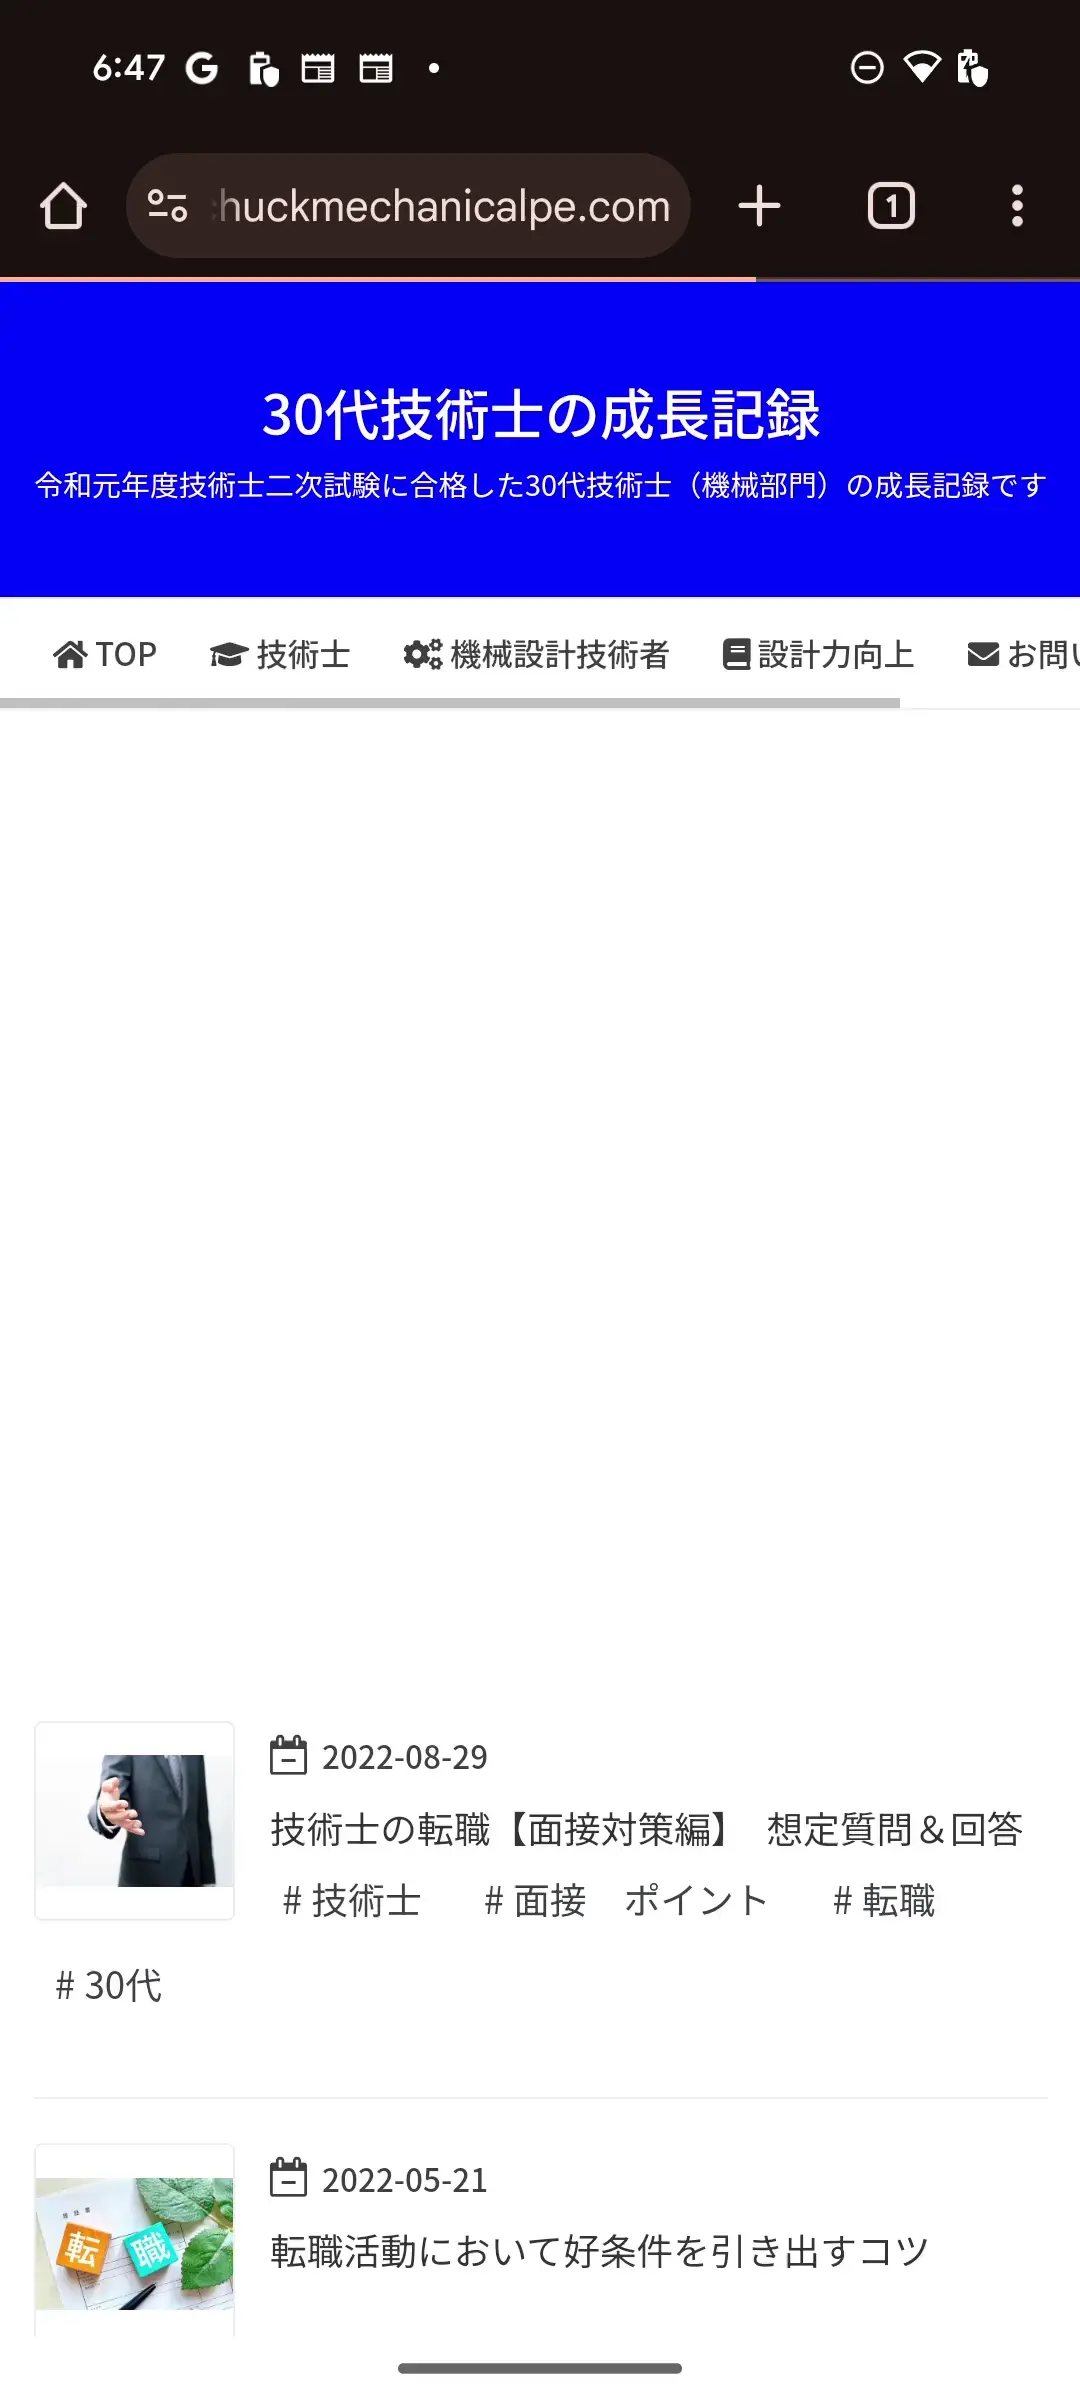 6:47
huckmechanicalpe.com
1
30代技術士の成長記録
令和元年度技術士二次試験に合格した30代技術士（機械部門）の成長記録です
TOP 技術士 機械設計技術者 設計力向上 お問い
2022-08-29
技術士の転職【面接対策編】　想定質問＆回答
# 技術士 # 面接　ポイント # 転職
# 30代
2022-05-21
転職活動において好条件を引き出すコツ
転 職